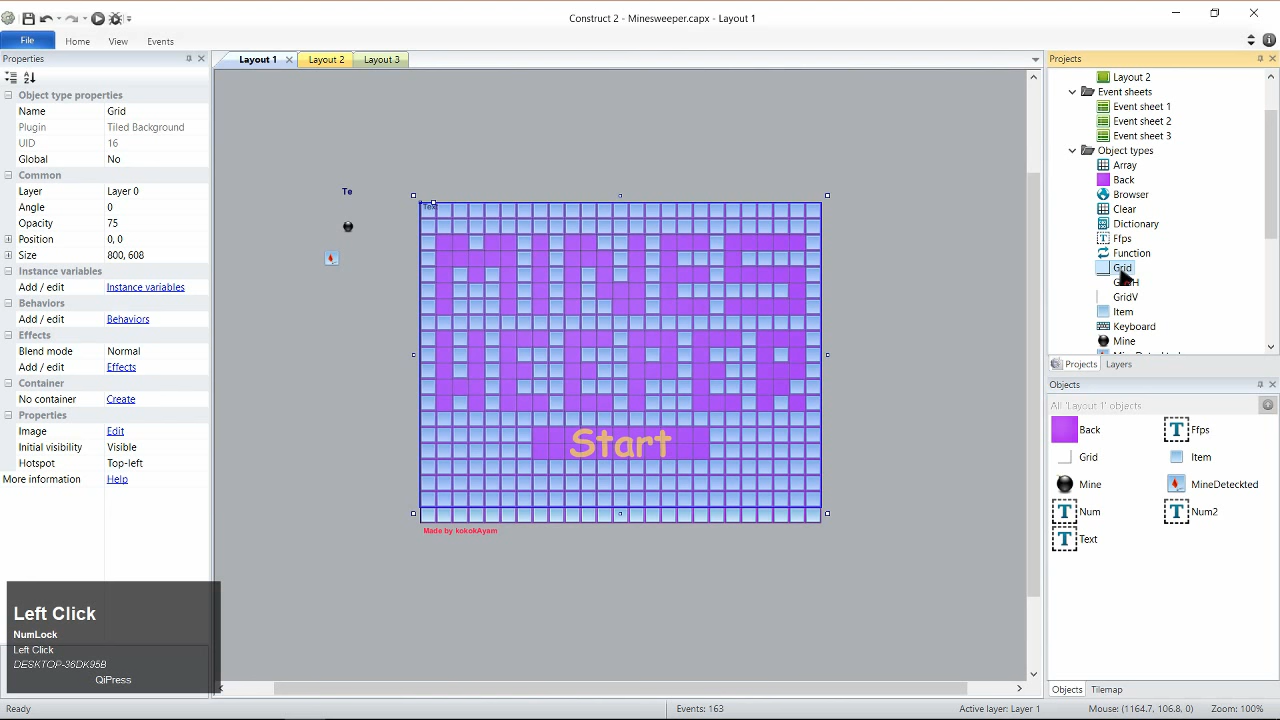 Construct 2 - Minesweeper.capx - Layout 1
File Home View Events
Properties
Object type properties
Name Grid
Plugin Tiled Background
UID 16
Global No
Common
Layer Layer 0
Angle 0
Opacity 75
Position 0, 0
Size 800, 608
Instance variables
Add / edit Instance variables
Behaviors
Add / edit Behaviors
Effects
Blend mode Normal
Add / edit Effects
Container
No container Create
Properties
Image Edit
Initial visibility Visible
Hotspot Top-left
More information Help
Left Click
NumLock
Left Click
DESKTOP-36DK95B
QiPress
Ready
Layout 1 Layout 2 Layout 3
Te
Text
MINES
WEEPER
Start
Made by kokokAyam
Projects
Layout 2
Event sheets
Event sheet 1
Event sheet 2
Event sheet 3
Object types
Array
Back
Browser
Clear
Dictionary
Ffps
Function
Grid
GridV
Item
Keyboard
Mine
Projects Layers
Objects
All 'Layout 1' objects
Back Ffps
Grid Item
Mine MineDeteckted
Num Num2
Text
Objects Tilemap
Events: 163 Active layer: Layer 1 Mouse: (1164.7, 106.8, 0) Zoom: 100%